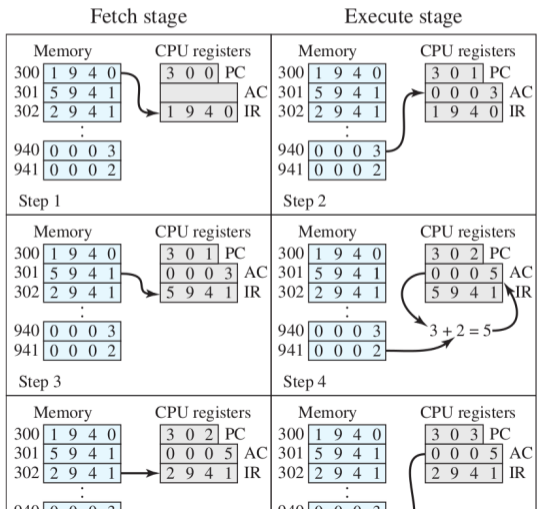 Fetch stage
Execute stage
Memory
CPU registers
300 1 9 4 0
3 0 0 PC
301 5 9 4 1
AC
302 2 9 4 1
1 9 4 0 IR
940 0 0 0 3
941 0 0 0 2
Step 1
Memory
CPU registers
300 1 9 4 0
3 0 1 PC
301 5 9 4 1
0 0 0 3 AC
302 2 9 4 1
1 9 4 0 IR
940 0 0 0 3
941 0 0 0 2
Step 2
Memory
CPU registers
300 1 9 4 0
3 0 1 PC
301 5 9 4 1
0 0 0 3 AC
302 2 9 4 1
5 9 4 1 IR
940 0 0 0 3
941 0 0 0 2
Step 3
Memory
CPU registers
300 1 9 4 0
3 0 2 PC
301 5 9 4 1
0 0 0 5 AC
302 2 9 4 1
5 9 4 1 IR
940 0 0 0 3
3 + 2 = 5
941 0 0 0 2
Step 4
Memory
CPU registers
300 1 9 4 0
3 0 2 PC
301 5 9 4 1
0 0 0 5 AC
302 2 9 4 1
2 9 4 1 IR
Memory
CPU registers
300 1 9 4 0
3 0 3 PC
301 5 9 4 1
0 0 0 5 AC
302 2 9 4 1
2 9 4 1 IR